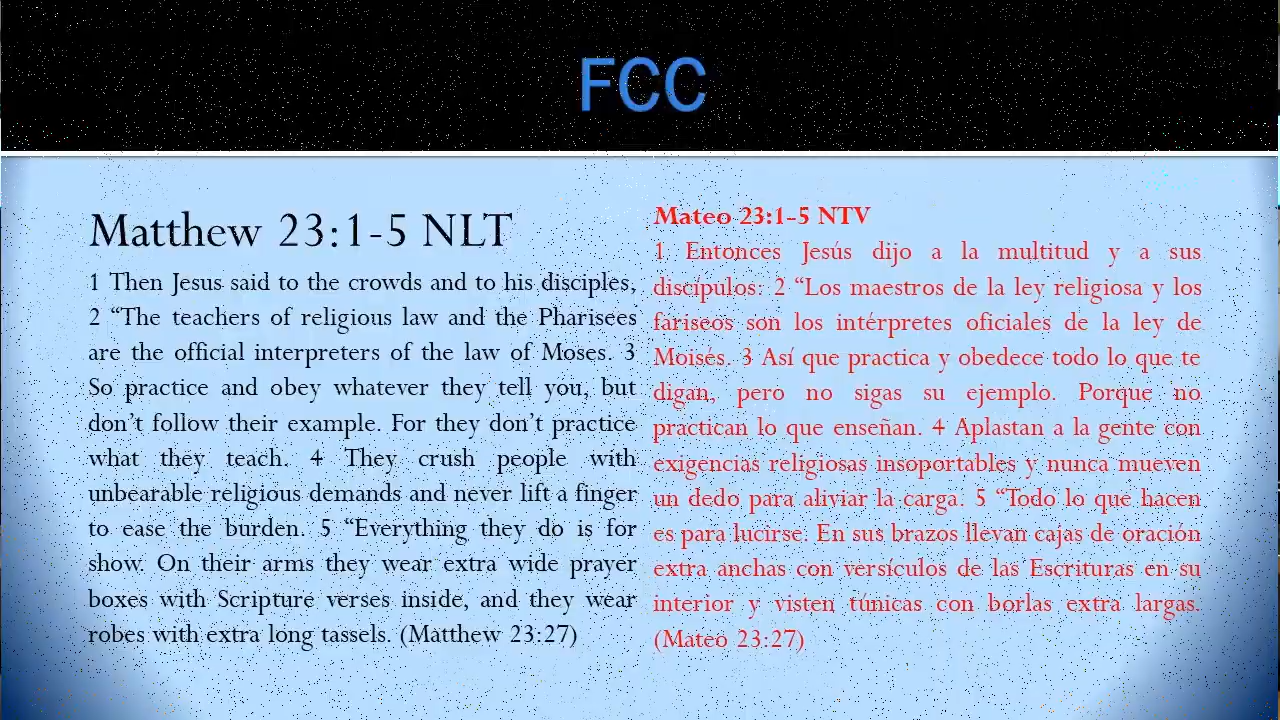 FCC
Matthew 23:1-5 NLT
1 Then Jesus said to the crowds and to his disciples,
2 “The teachers of religious law and the Pharisees
are the official interpreters of the law of Moses. 3
So practice and obey whatever they tell you, but
don’t follow their example. For they don’t practice
what they teach. 4 They crush people with
unbearable religious demands and never lift a finger
to ease the burden. 5 “Everything they do is for
show. On their arms they wear extra wide prayer
boxes with Scripture verses inside, and they wear
robes with extra long tassels. (Matthew 23:27)
Mateo 23:1-5 NTV
1 Entonces Jesús dijo a la multitud y a sus
discípulos: 2 “Los maestros de la ley religiosa y los
fariseos son los intérpretes oficiales de la ley de
Moisés. 3 Así que practica y obedece todo lo que te
digan, pero no sigas su ejemplo. Porque no
practican lo que enseñan. 4 Aplastan a la gente con
exigencias religiosas insoportables y nunca mueven
un dedo para aliviar la carga. 5 “Todo lo que hacen
es para lucirse. En sus brazos llevan cajas de oración
extra anchas con versículos de las Escrituras en su
interior y visten túnicas con borlas extra largas.
(Mateo 23:27)